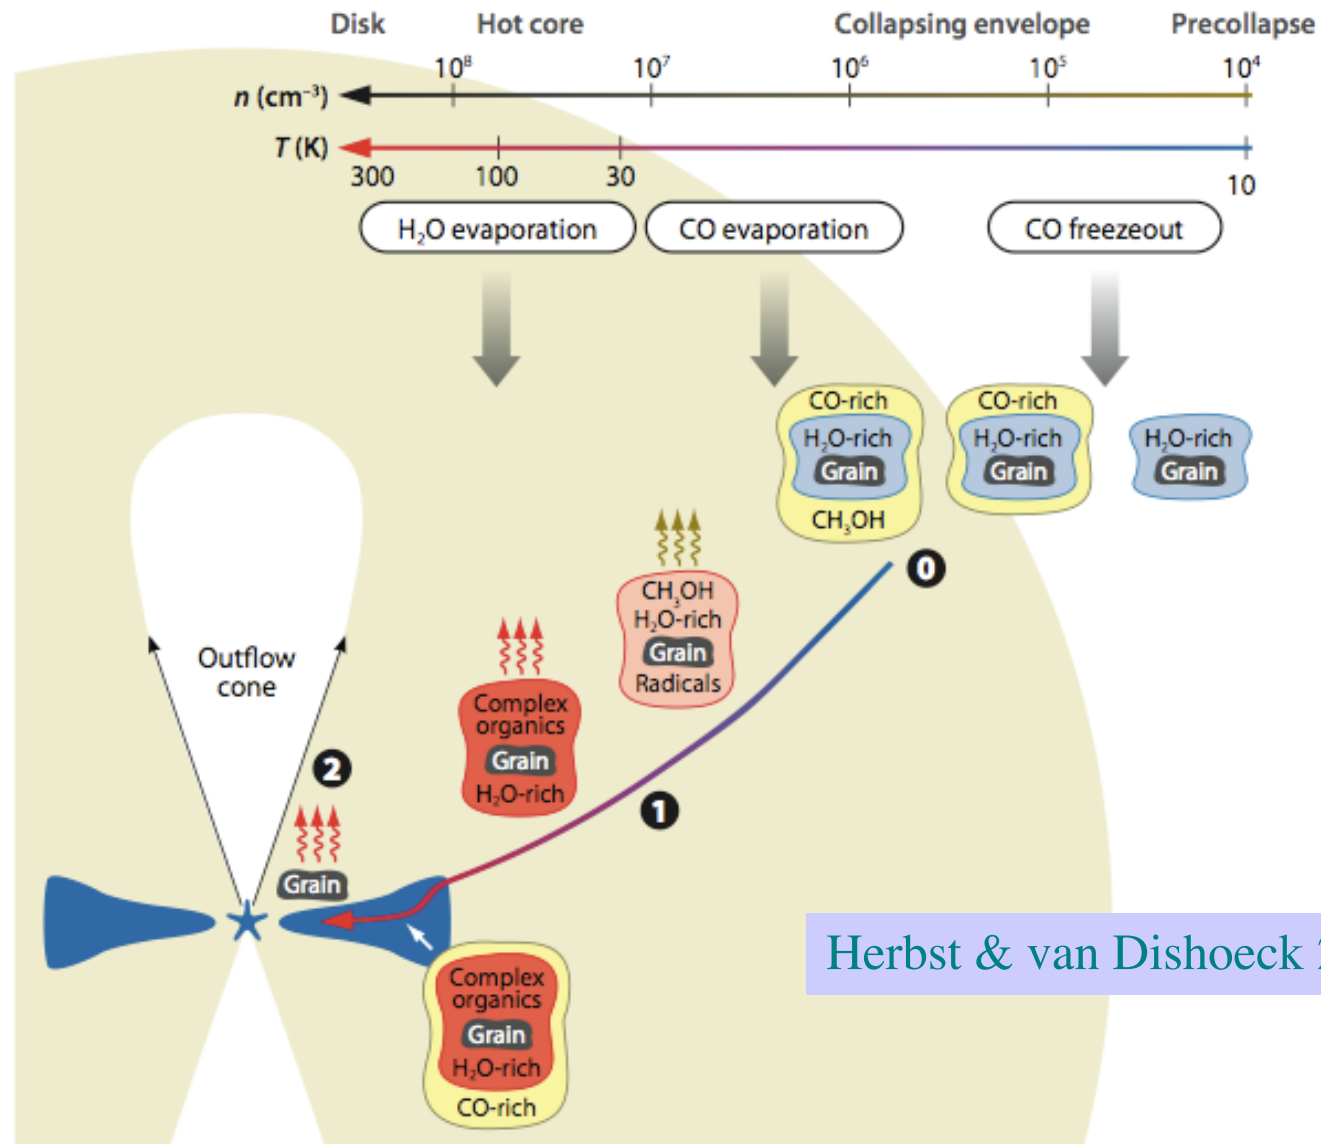 Disk Hot core Collapsing envelope Precollapse
10⁸ 10⁷ 10⁶ 10⁵ 10⁴
n (cm⁻³)
T (K)
300 100 30 10
H₂O evaporation CO evaporation CO freezeout
CO-rich
H₂O-rich
Grain
CH₃OH
CO-rich
H₂O-rich
Grain
H₂O-rich
Grain
0
CH₃OH
H₂O-rich
Grain
Radicals
Outflow
cone
Complex
organics
Grain
H₂O-rich
2
1
Grain
Complex
organics
Grain
H₂O-rich
CO-rich
Herbst & van Dishoeck